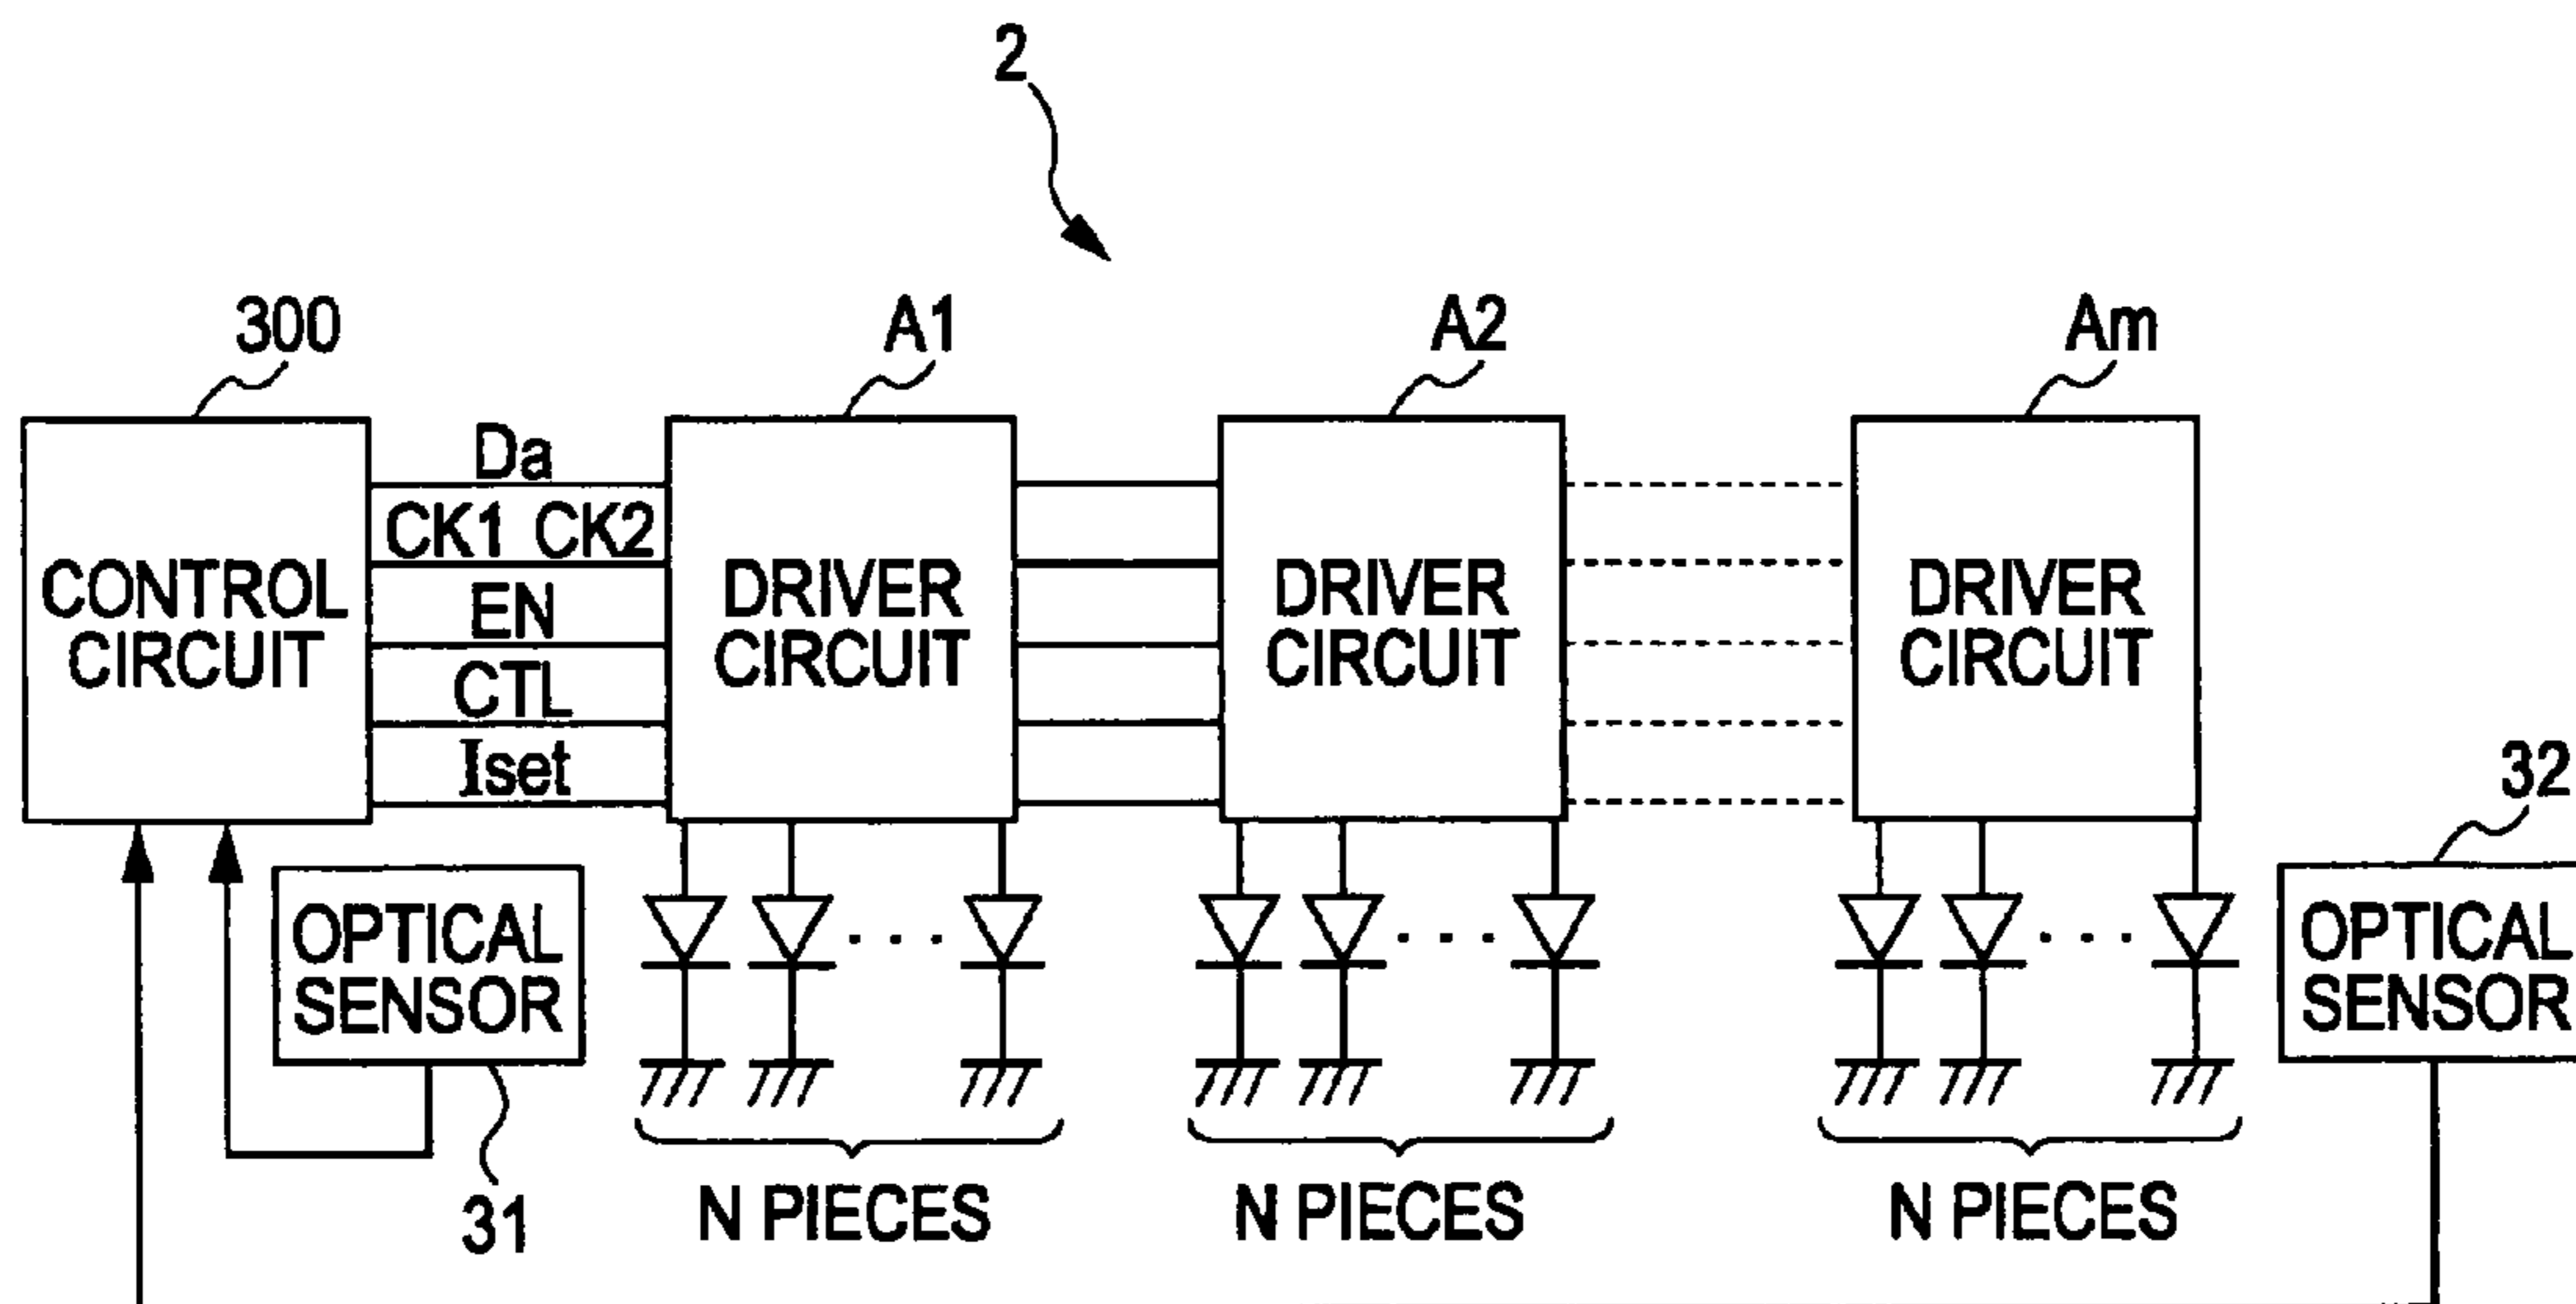 2
300
A1
A2
Am
Da
CK1 CK2
EN
CTL
Iset
CONTROL
CIRCUIT
DRIVER
CIRCUIT
DRIVER
CIRCUIT
DRIVER
CIRCUIT
32
OPTICAL
SENSOR
OPTICAL
SENSOR
31
N PIECES
N PIECES
N PIECES